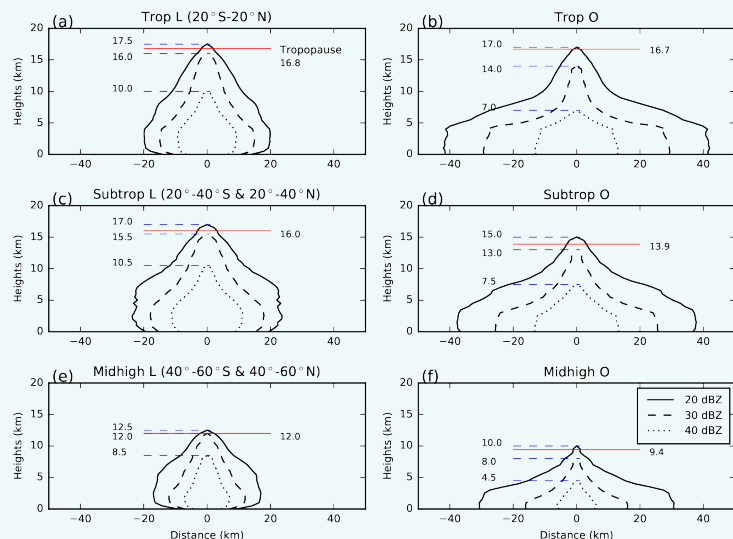 (a) Trop L (20°S-20°N)
Heights (km)
20
15
10
5
0
17.5
16.0
10.0
Tropopause
16.8
−40 −20 0 20 40
(b) Trop O
20
15
10
5
0
17.0
14.0
7.0
16.7
−40 −20 0 20 40
(c) Subtrop L (20°-40°S & 20°-40°N)
Heights (km)
20
15
10
5
0
17.0
15.5
10.5
16.0
−40 −20 0 20 40
(d) Subtrop O
Heights (km)
20
15
10
5
0
15.0
13.0
7.5
13.9
−40 −20 0 20 40
(e) Midhigh L (40°-60°S & 40°-60°N)
Heights (km)
20
15
10
5
0
12.5
12.0
8.5
12.0
−40 −20 0 20 40
Distance (km)
(f) Midhigh O
Heights (km)
20
15
10
5
0
10.0
8.0
4.5
9.4
20 dBZ
30 dBZ
40 dBZ
−40 −20 0 20 40
Distance (km)